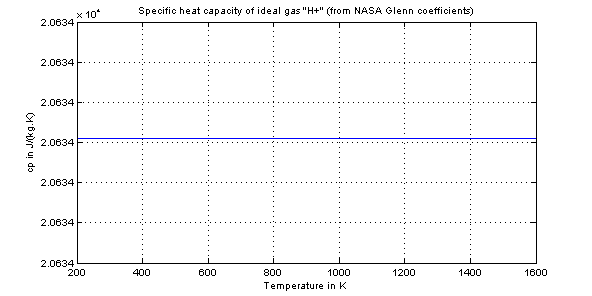 Specific heat capacity of ideal gas "H+" (from NASA Glenn coefficients)
× 10⁴
2.0634
2.0634
2.0634
2.0634
2.0634
2.0634
2.0634
cp in J/(kg.K)
200 400 600 800 1000 1200 1400 1600
Temperature in K